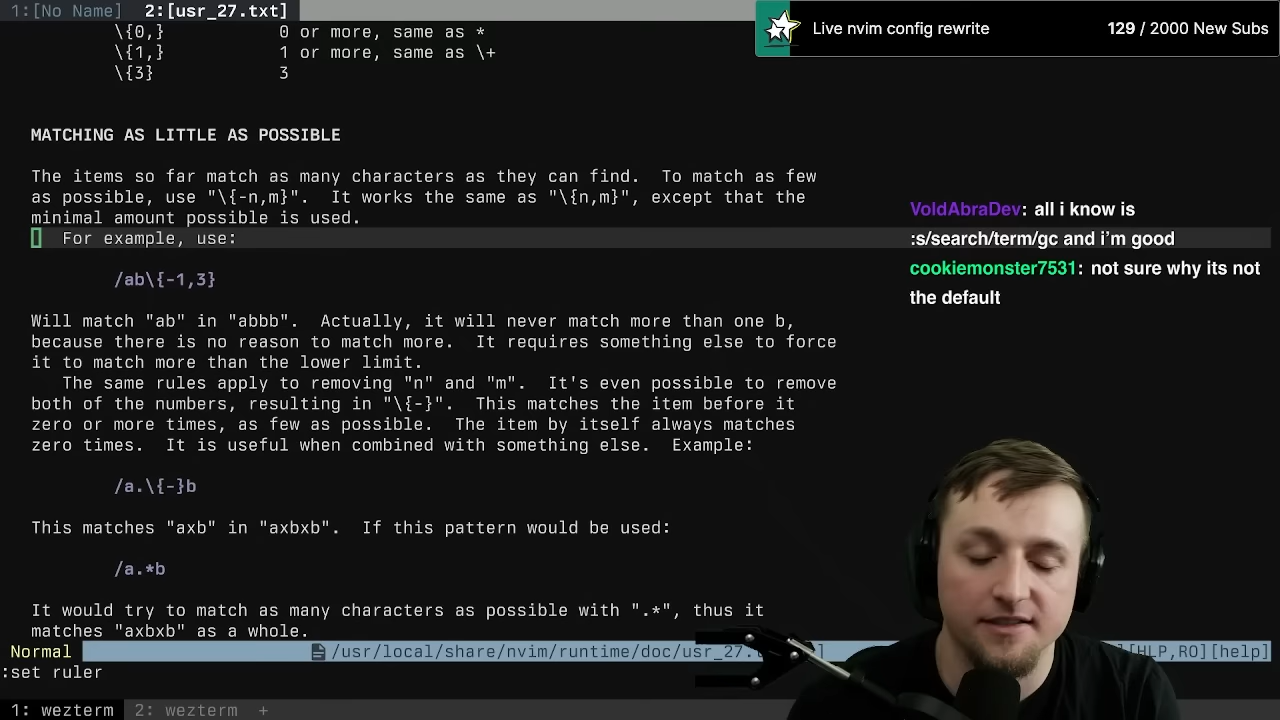 1:[No Name]  2:[usr_27.txt]
Live nvim config rewrite 129 / 2000 New Subs
\{0,} 0 or more, same as *
\{1,} 1 or more, same as \+
\{3} 3
MATCHING AS LITTLE AS POSSIBLE
The items so far match as many characters as they can find.  To match as few
as possible, use "\{-n,m}".  It works the same as "\{n,m}", except that the
minimal amount possible is used.
For example, use:
/ab\{-1,3}
Will match "ab" in "abbb".  Actually, it will never match more than one b,
because there is no reason to match more.  It requires something else to force
it to match more than the lower limit.
The same rules apply to removing "n" and "m".  It's even possible to remove
both of the numbers, resulting in "\{-}".  This matches the item before it
zero or more times, as few as possible.  The item by itself always matches
zero times.  It is useful when combined with something else.  Example:
/a.\{-}b
This matches "axb" in "axbxb".  If this pattern would be used:
/a.*b
It would try to match as many characters as possible with ".*", thus it
matches "axbxb" as a whole.
VoldAbraDev: all i know is
:s/search/term/gc and i’m good
cookiemonster7531: not sure why its not
the default
Normal /usr/local/share/nvim/runtime/doc/usr_27. ] [HLP,RO][help]
:set ruler
1: wezterm  2: wezterm  +